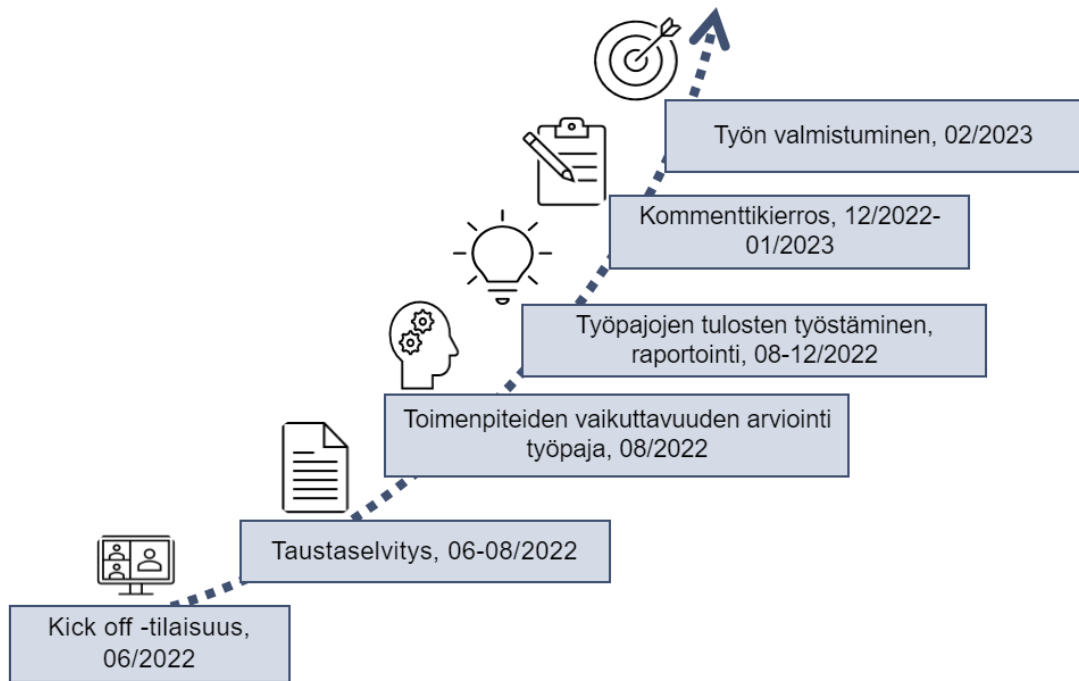 Työn valmistuminen, 02/2023
Kommenttikierros, 12/2022-
01/2023
Työpajojen tulosten työstäminen,
raportointi, 08-12/2022
Toimenpiteiden vaikuttavuuden arviointi
työpaja, 08/2022
Taustaselvitys, 06-08/2022
Kick off -tilaisuus,
06/2022